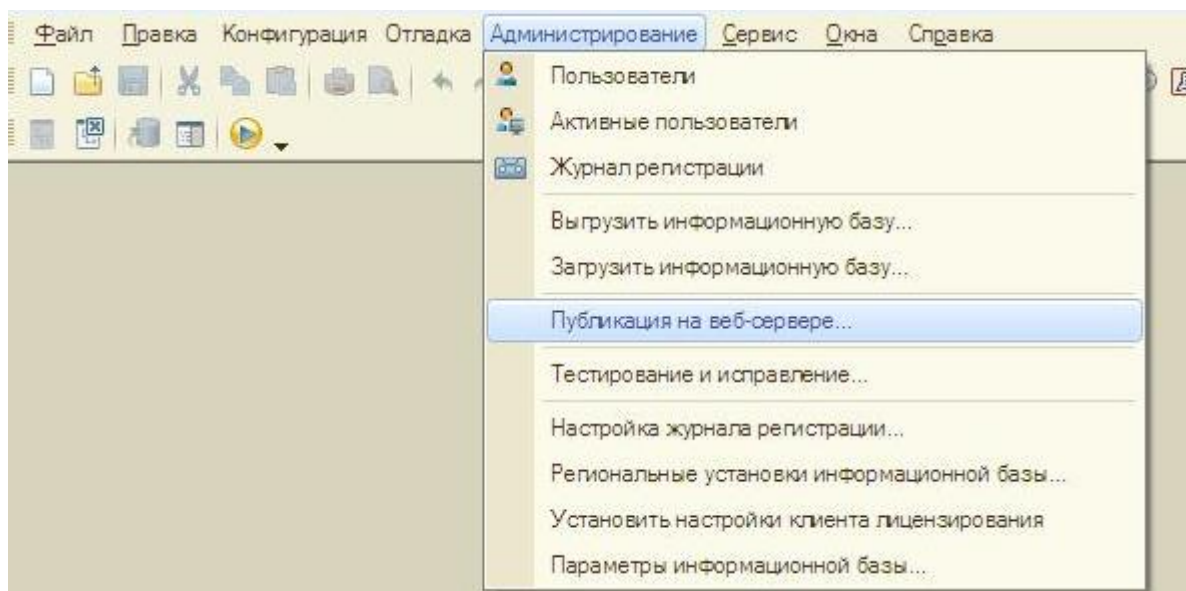 Файл Правка Конфигурация Отладка Администрирование Сервис Окна Справка
Пользователи
Активные пользователи
Журнал регистрации
Выгрузить информационную базу...
Загрузить информационную базу...
Публикация на веб-сервере...
Тестирование и исправление...
Настройка журнала регистрации...
Региональные установки информационной базы...
Установить настройки клиента лицензирования
Параметры информационной базы...